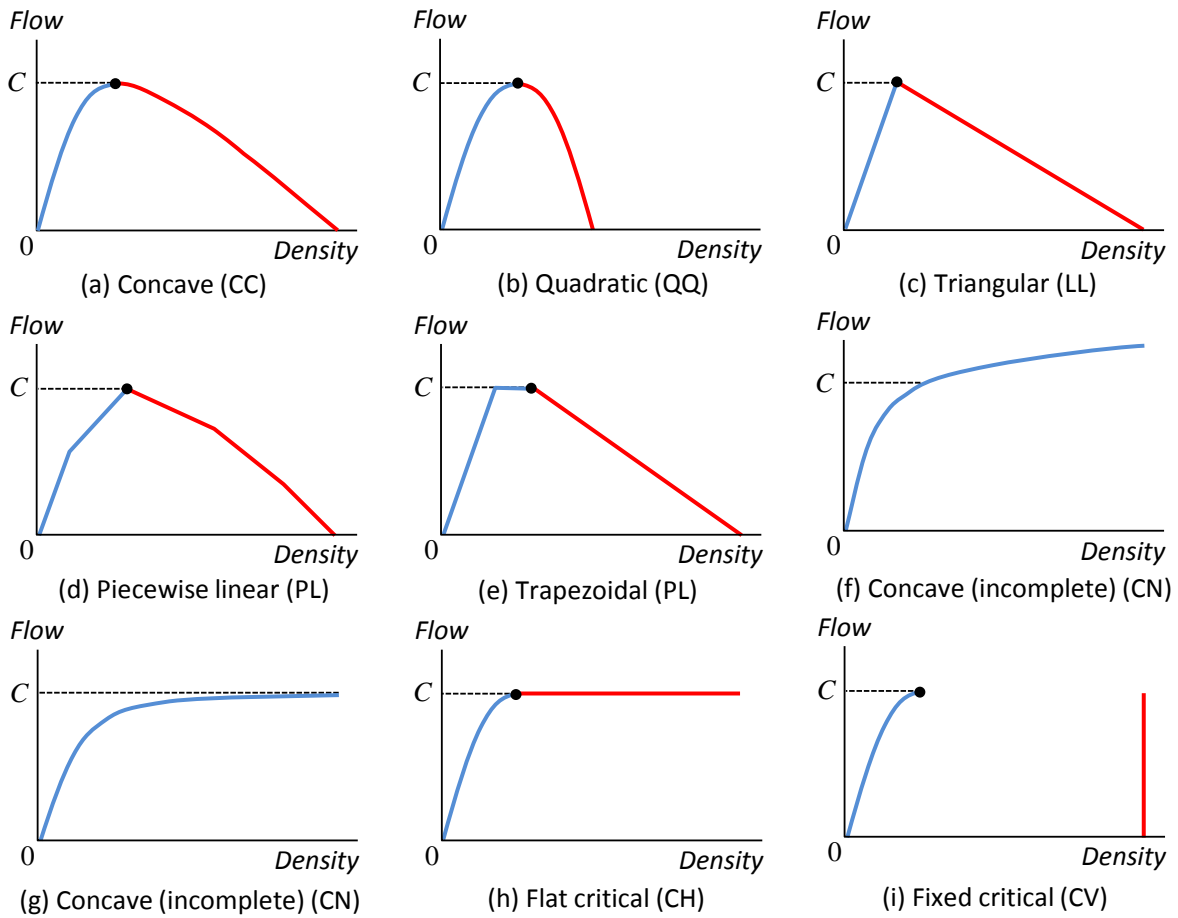 Flow
C
0
Density
(a) Concave (CC)
Flow
C
0
Density
(b) Quadratic (QQ)
Flow
C
0
Density
(c) Triangular (LL)
Flow
C
0
Density
(d) Piecewise linear (PL)
Flow
C
0
Density
(e) Trapezoidal (PL)
Flow
C
0
Density
(f) Concave (incomplete) (CN)
Flow
C
0
Density
(g) Concave (incomplete) (CN)
Flow
C
0
Density
(h) Flat critical (CH)
Flow
C
0
Density
(i) Fixed critical (CV)